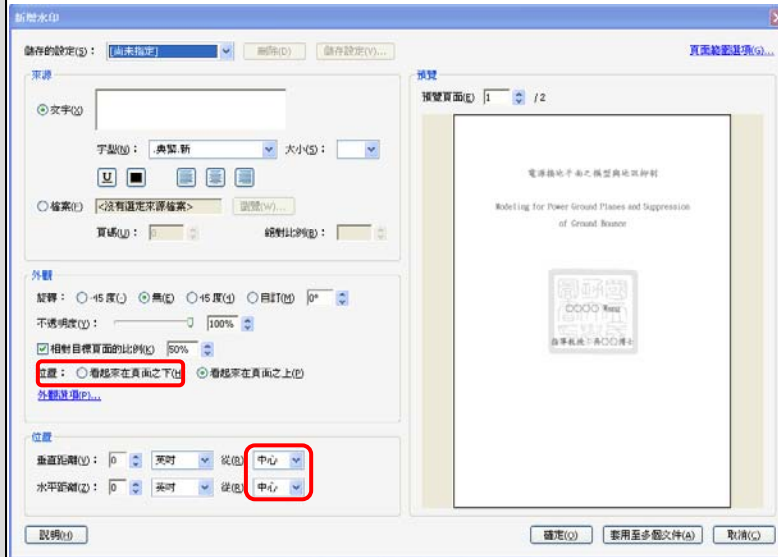 新增水印
儲存的設定(S)： [尚未指定] 刪除(D) 儲存設定(V)... 頁面範圍選項(G)...
來源
文字(X)
字型(N)： .典繁.新 大小(S)：
U
檔案(F) <沒有選定來源檔案> 瀏覽(W)...
頁碼(U)： 0 絕對比例(B)：
外觀
旋轉： -45 度(-) 無(E) 45 度(4) 自訂(M) 0°
不透明度(Y)： 100%
相對目標頁面的比例(K) 50%
位置： 看起來在頁面之下(H) 看起來在頁面之上(P)
外觀選項(P)...
位置
垂直距離(V)： 0 英吋 從(R) 中心
水平距離(Z)： 0 英吋 從(R) 中心
預覽
預覽頁面(E) 1 / 2
電源接地平面之模型與地彈抑制
Modeling for Power Ground Planes and Suppression
of Ground Bounce
○○○○ Wang
指導教授：吳○○博士
說明(H) 確定(O) 套用至多個文件(A) 取消(C)